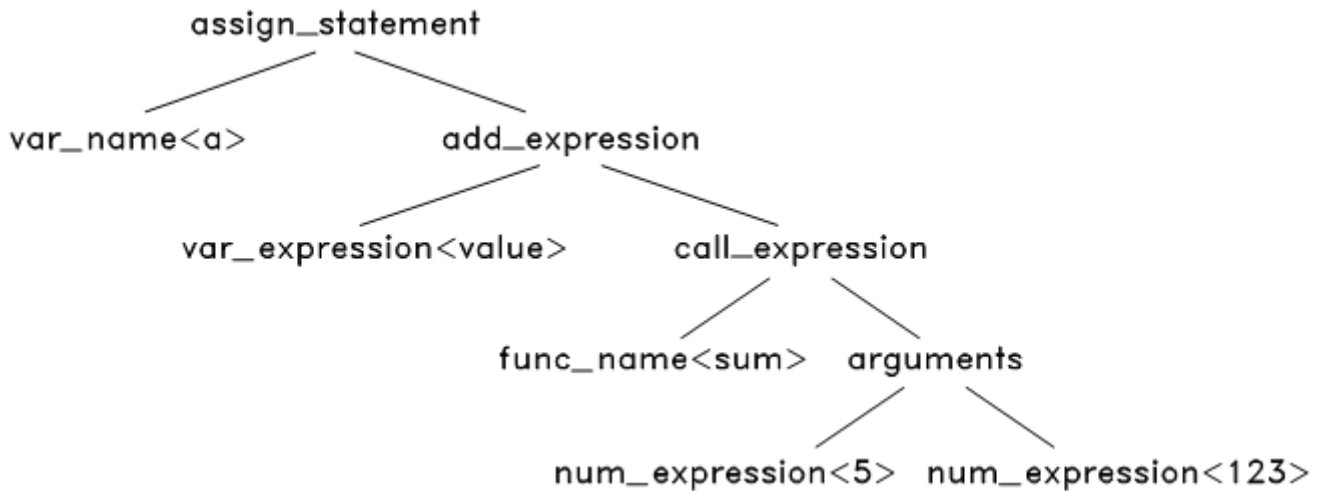 assign_statement
var_name<a> add_expression
var_expression<value> call_expression
func_name<sum> arguments
num_expression<5> num_expression<123>